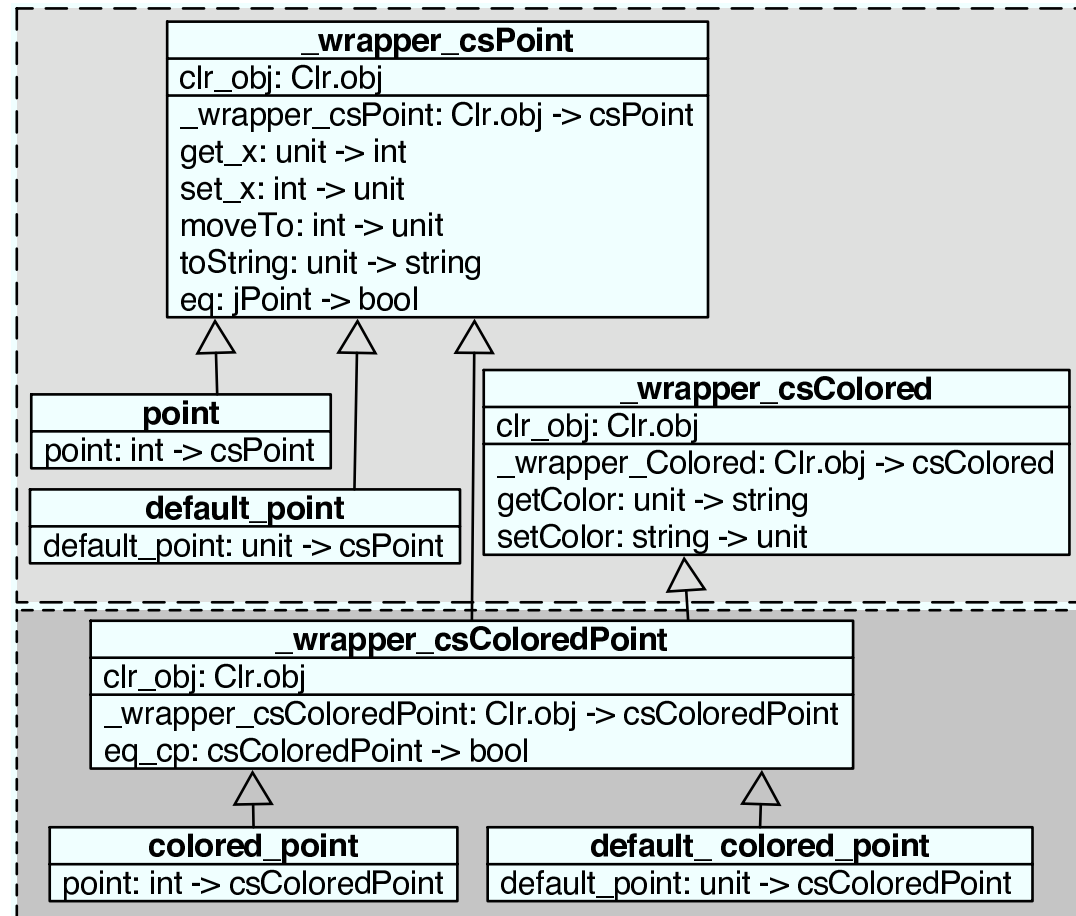 _wrapper_csPoint
clr_obj: Clr.obj
_wrapper_csPoint: Clr.obj -> csPoint
get_x: unit -> int
set_x: int -> unit
moveTo: int -> unit
toString: unit -> string
eq: jPoint -> bool
point
point: int -> csPoint
default_point
default_point: unit -> csPoint
_wrapper_csColored
clr_obj: Clr.obj
_wrapper_Colored: Clr.obj -> csColored
getColor: unit -> string
setColor: string -> unit
_wrapper_csColoredPoint
clr_obj: Clr.obj
_wrapper_csColoredPoint: Clr.obj -> csColoredPoint
eq_cp: csColoredPoint -> bool
colored_point
point: int -> csColoredPoint
default_ colored_point
default_point: unit -> csColoredPoint